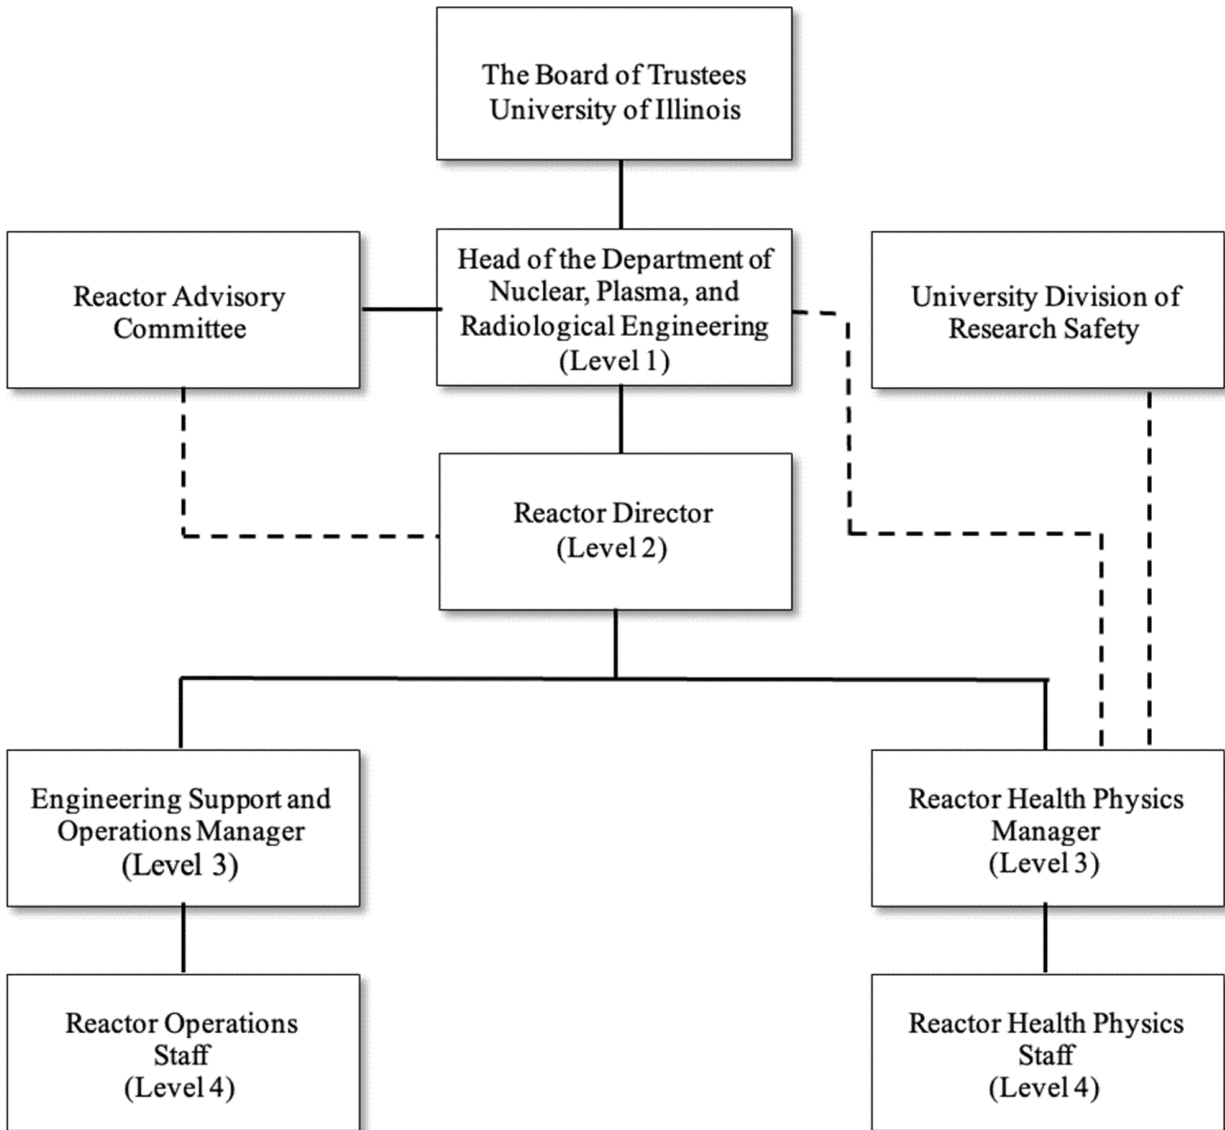 The Board of Trustees
University of Illinois
Reactor Advisory
Committee
Head of the Department of
Nuclear, Plasma, and
Radiological Engineering
(Level 1)
University Division of
Research Safety
Reactor Director
(Level 2)
Engineering Support and
Operations Manager
(Level 3)
Reactor Health Physics
Manager
(Level 3)
Reactor Operations
Staff
(Level 4)
Reactor Health Physics
Staff
(Level 4)